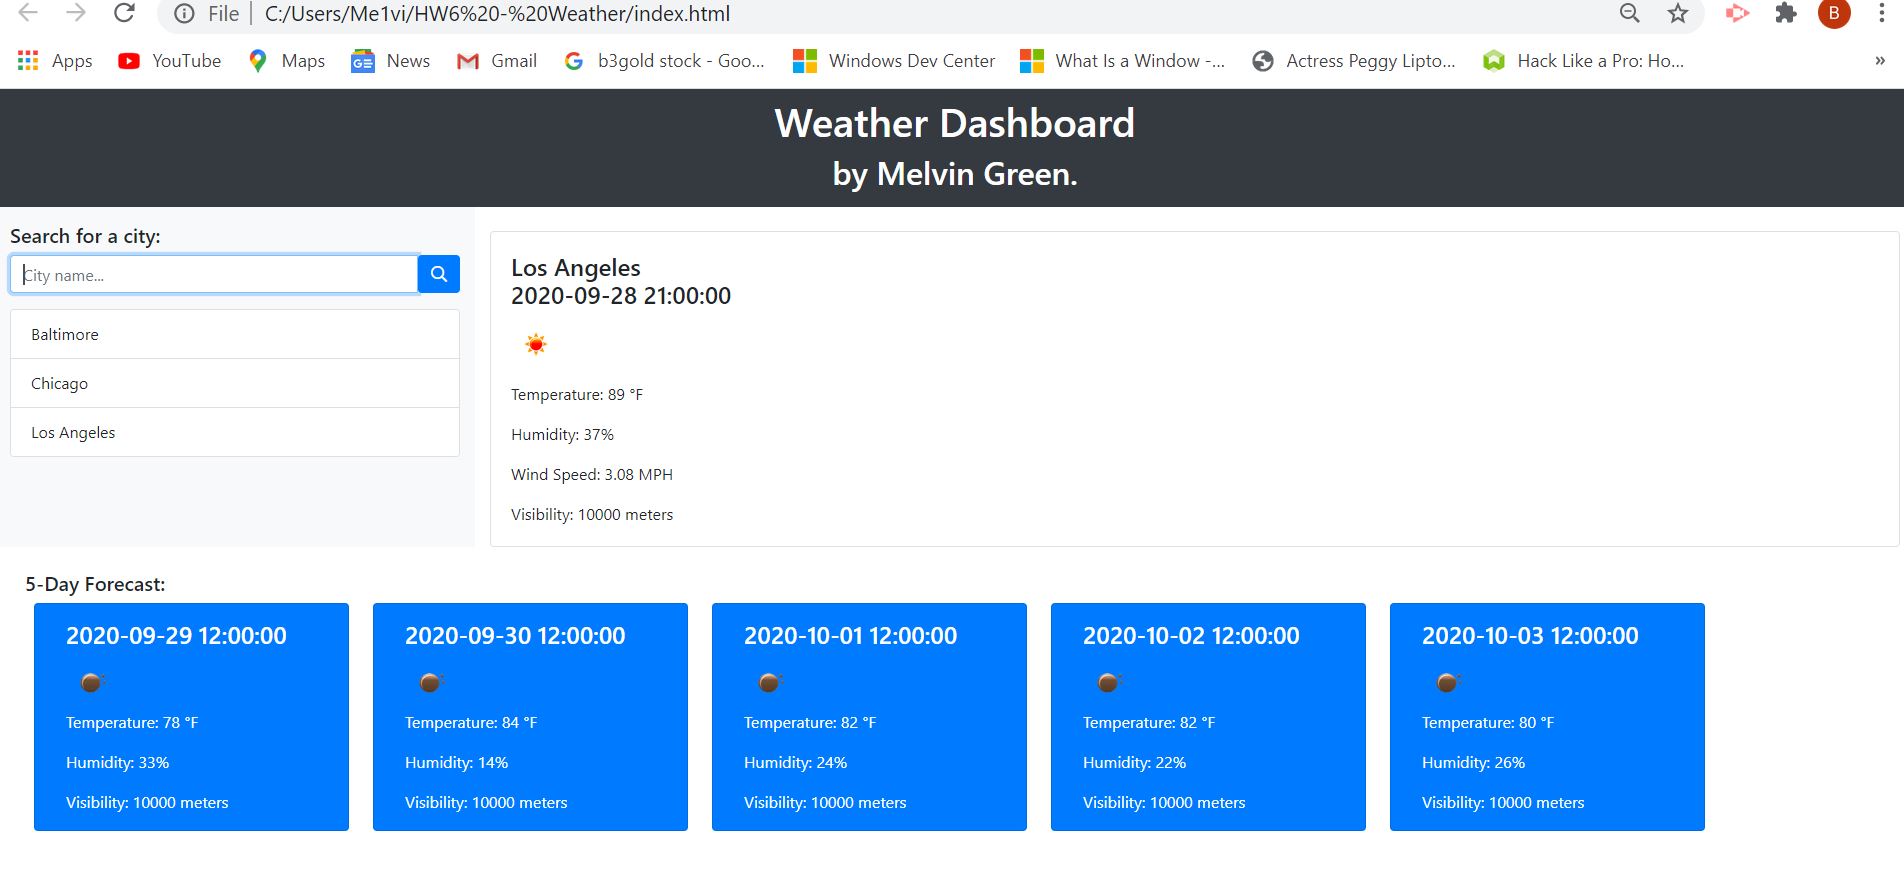 File | C:/Users/Me1vi/HW6%20-%20Weather/index.html
B
Apps YouTube Maps News Gmail b3gold stock - Goo... Windows Dev Center What Is a Window -... Actress Peggy Lipto... Hack Like a Pro: Ho... »
Weather Dashboard
by Melvin Green.
Search for a city:
City name...
Baltimore
Chicago
Los Angeles
Los Angeles
2020-09-28 21:00:00
Temperature: 89 °F
Humidity: 37%
Wind Speed: 3.08 MPH
Visibility: 10000 meters
5-Day Forecast:
2020-09-29 12:00:00
Temperature: 78 °F
Humidity: 33%
Visibility: 10000 meters
2020-09-30 12:00:00
Temperature: 84 °F
Humidity: 14%
Visibility: 10000 meters
2020-10-01 12:00:00
Temperature: 82 °F
Humidity: 24%
Visibility: 10000 meters
2020-10-02 12:00:00
Temperature: 82 °F
Humidity: 22%
Visibility: 10000 meters
2020-10-03 12:00:00
Temperature: 80 °F
Humidity: 26%
Visibility: 10000 meters